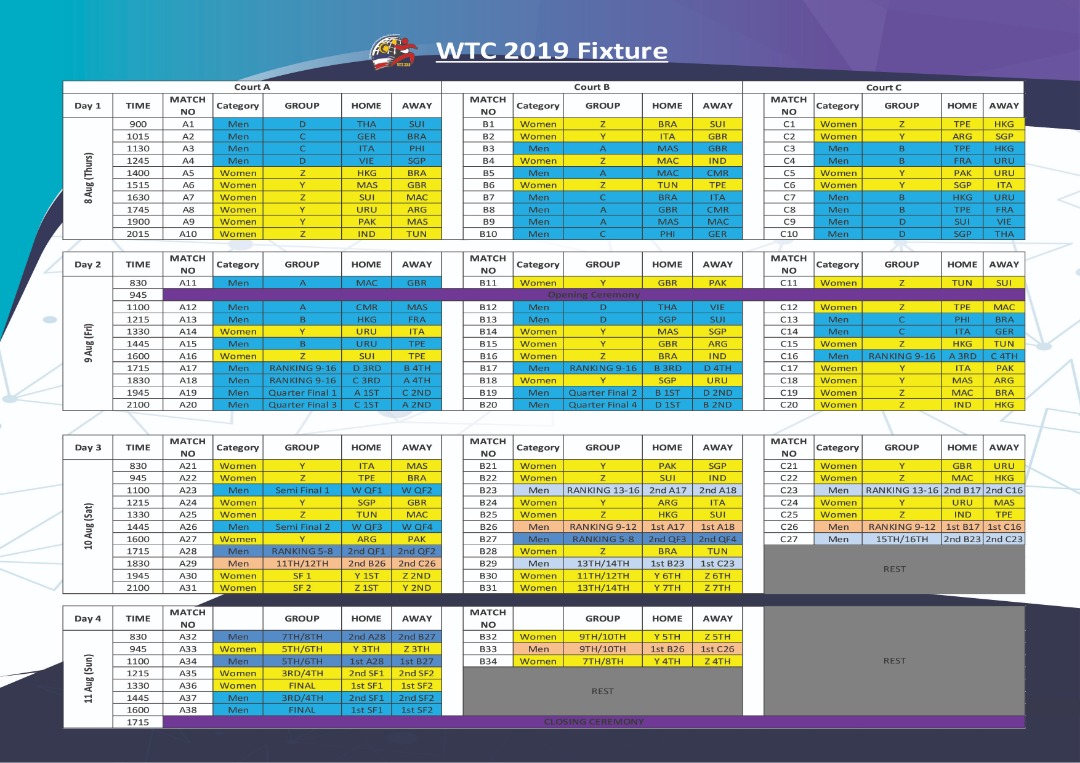 WTC 2019 Fixture
Court A Court B Court C
Day 1 TIME MATCH NO Category GROUP HOME AWAY MATCH NO Category GROUP HOME AWAY MATCH NO Category GROUP HOME AWAY
8 Aug (Thurs)
900 A1 Men D THA SUI B1 Women Z BRA SUI C1 Women Z TPE HKG
1015 A2 Men C GER BRA B2 Women Y ITA GBR C2 Women Y ARG SGP
1130 A3 Men C ITA PHI B3 Men A MAS GBR C3 Men B TPE HKG
1245 A4 Men D VIE SGP B4 Women Z MAC IND C4 Men B FRA URU
1400 A5 Women Z HKG BRA B5 Men A MAC CMR C5 Women Y PAK URU
1515 A6 Women Y MAS GBR B6 Women Z TUN TPE C6 Women Y SGP ITA
1630 A7 Women Z SUI MAC B7 Men C BRA ITA C7 Men B HKG URU
1745 A8 Women Y URU ARG B8 Men A GBR CMR C8 Men B TPE FRA
1900 A9 Women Y PAK MAS B9 Men A MAS MAC C9 Men D SUI VIE
2015 A10 Women Z IND TUN B10 Men C PHI GER C10 Men D SGP THA
Day 2 TIME MATCH NO Category GROUP HOME AWAY MATCH NO Category GROUP HOME AWAY MATCH NO Category GROUP HOME AWAY
9 Aug (Fri)
830 A11 Men A MAC GBR B11 Women Y GBR PAK C11 Women Z TUN SUI
945 Opening Ceremony
1100 A12 Men A CMR MAS B12 Men D THA VIE C12 Women Z TPE MAC
1215 A13 Men B HKG FRA B13 Men D SGP SUI C13 Men C PHI BRA
1330 A14 Women Y URU ITA B14 Women Y MAS SGP C14 Men C ITA GER
1445 A15 Men B URU TPE B15 Women Y GBR ARG C15 Women Z HKG TUN
1600 A16 Women Z SUI TPE B16 Women Z BRA IND C16 Men RANKING 9-16 A 3RD C 4TH
1715 A17 Men RANKING 9-16 D 3RD B 4TH B17 Men RANKING 9-16 B 3RD D 4TH C17 Women Y ITA PAK
1830 A18 Men RANKING 9-16 C 3RD A 4TH B18 Women Y SGP URU C18 Women Y MAS ARG
1945 A19 Men Quarter Final 1 A 1ST C 2ND B19 Men Quarter Final 2 B 1ST D 2ND C19 Women Z MAC BRA
2100 A20 Men Quarter Final 3 C 1ST A 2ND B20 Men Quarter Final 4 D 1ST B 2ND C20 Women Z IND HKG
Day 3 TIME MATCH NO Category GROUP HOME AWAY MATCH NO Category GROUP HOME AWAY MATCH NO Category GROUP HOME AWAY
10 Aug (Sat)
830 A21 Women Y ITA MAS B21 Women Y PAK SGP C21 Women Y GBR URU
945 A22 Women Z TPE BRA B22 Women Z SUI IND C22 Women Z MAC HKG
1100 A23 Men Semi Final 1 W QF1 W QF2 B23 Men RANKING 13-16 2nd A17 2nd A18 C23 Men RANKING 13-16 2nd B17 2nd C16
1215 A24 Women Y SGP GBR B24 Women Y ARG ITA C24 Women Y URU MAS
1330 A25 Women Z TUN MAC B25 Women Z HKG SUI C25 Women Z IND TPE
1445 A26 Men Semi Final 2 W QF3 W QF4 B26 Men RANKING 9-12 1st A17 1st A18 C26 Men RANKING 9-12 1st B17 1st C16
1600 A27 Women Y ARG PAK B27 Men RANKING 5-8 2nd QF3 2nd QF4 C27 Men 15TH/16TH 2nd B23 2nd C23
1715 A28 Men RANKING 5-8 2nd QF1 2nd QF2 B28 Women Z BRA TUN REST
1830 A29 Men 11TH/12TH 2nd B26 2nd C26 B29 Men 13TH/14TH 1st B23 1st C23
1945 A30 Women SF 1 Y 1ST Z 2ND B30 Women 11TH/12TH Y 6TH Z 6TH
2100 A31 Women SF 2 Z 1ST Y 2ND B31 Women 13TH/14TH Y 7TH Z 7TH
Day 4 TIME MATCH NO GROUP HOME AWAY MATCH NO GROUP HOME AWAY
11 Aug (Sun)
830 A32 Men 7TH/8TH 2nd A28 2nd B27 B32 Women 9TH/10TH Y 5TH Z 5TH
945 A33 Women 5TH/6TH Y 3TH Z 3TH B33 Men 9TH/10TH 1st B26 1st C26
1100 A34 Men 5TH/6TH 1st A28 1st B27 B34 Women 7TH/8TH Y 4TH Z 4TH REST
1215 A35 Women 3RD/4TH 2nd SF1 2nd SF2 REST
1330 A36 Women FINAL 1st SF1 1st SF2
1445 A37 Men 3RD/4TH 2nd SF1 2nd SF2
1600 A38 Men FINAL 1st SF1 1st SF2
1715 CLOSING CEREMONY